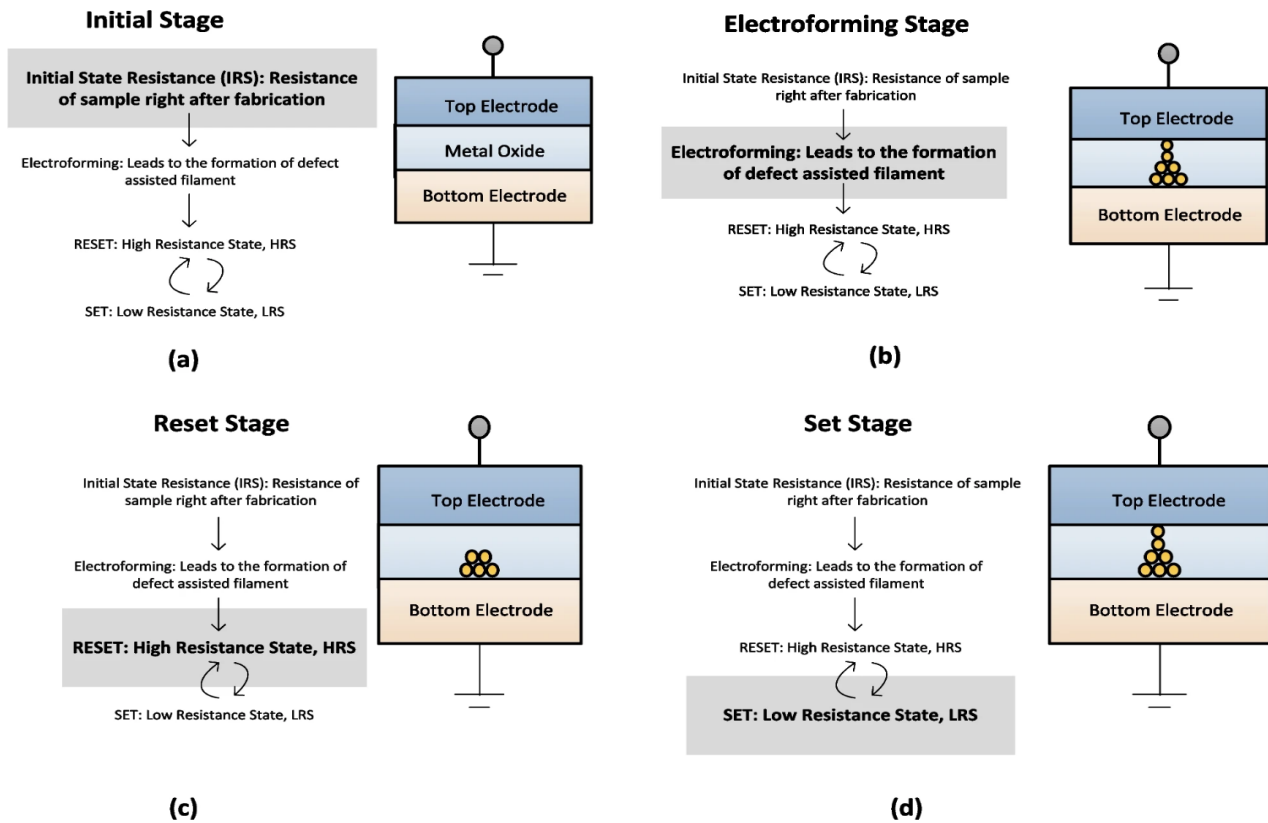 Initial Stage
Initial State Resistance (IRS): Resistance
of sample right after fabrication
Electroforming: Leads to the formation of defect
assisted filament
RESET: High Resistance State, HRS
SET: Low Resistance State, LRS
Top Electrode
Metal Oxide
Bottom Electrode
(a)
Electroforming Stage
Initial State Resistance (IRS): Resistance of sample
right after fabrication
Electroforming: Leads to the formation
of defect assisted filament
RESET: High Resistance State, HRS
SET: Low Resistance State, LRS
Top Electrode
Bottom Electrode
(b)
Reset Stage
Initial State Resistance (IRS): Resistance of
sample right after fabrication
Electroforming: Leads to the formation of
defect assisted filament
RESET: High Resistance State, HRS
SET: Low Resistance State, LRS
Top Electrode
Bottom Electrode
(c)
Set Stage
Initial State Resistance (IRS): Resistance of sample
right after fabrication
Electroforming: Leads to the formation of
defect assisted filament
RESET: High Resistance State, HRS
SET: Low Resistance State, LRS
Top Electrode
Bottom Electrode
(d)